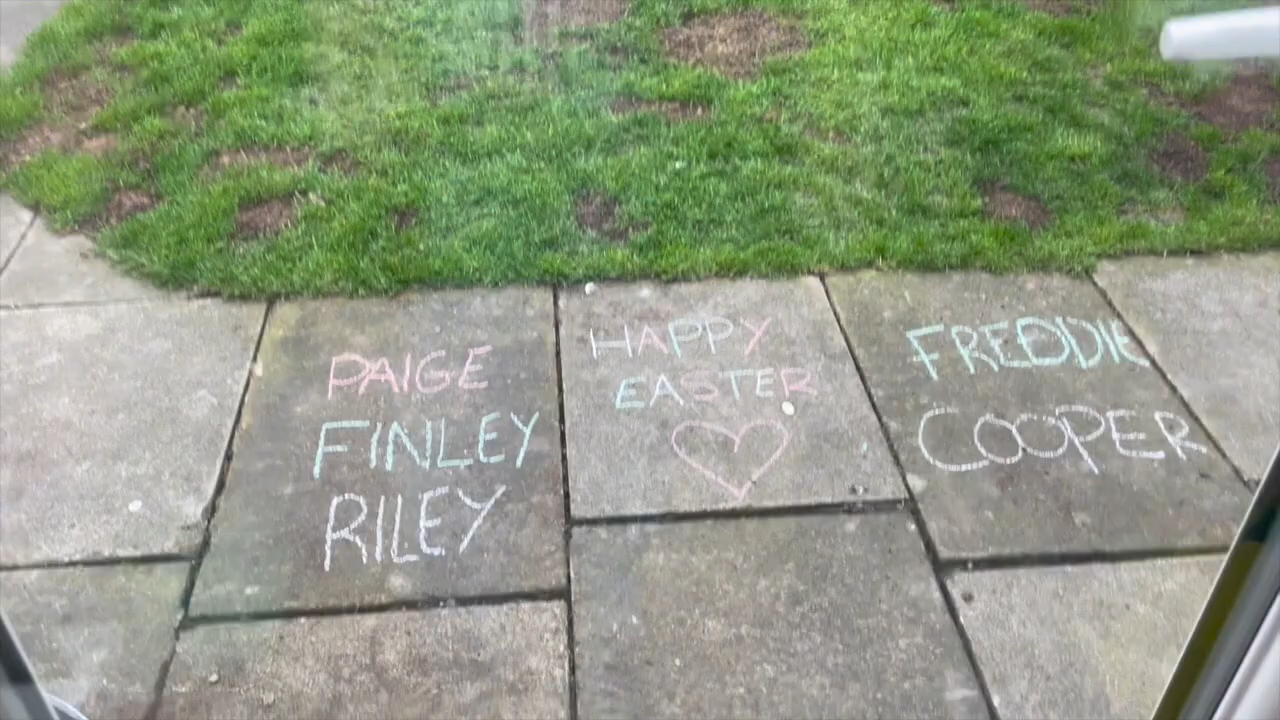 PAIGE
FINLEY
RILEY
HAPPY
EASTER
FREDDIE
COOPER